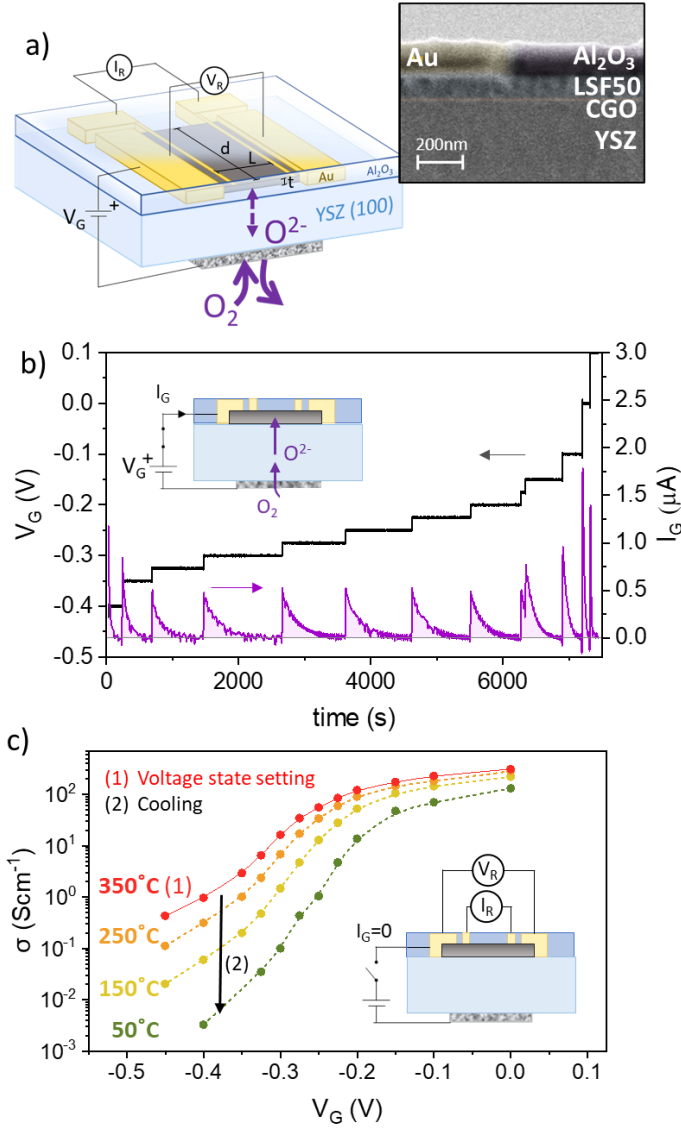 a)
I_R
V_R
d
L
t
Au
Al₂O₃
V_G
+
YSZ (100)
O²⁻
O₂
Au
Al₂O₃
LSF50
CGO
YSZ
200nm
b)
0.1
0.0
-0.1
-0.2
-0.3
-0.4
-0.5
V_G (V)
I_G
V_G
+
O²⁻
O₂
3.0
2.5
2.0
1.5
1.0
0.5
0.0
I_G (μA)
0
2000
4000
6000
time (s)
c)
(1) Voltage state setting
(2) Cooling
10²
10¹
10⁰
10⁻¹
10⁻²
10⁻³
σ (Scm⁻¹)
350˚C (1)
250˚C
150˚C
50˚C
(2)
V_R
I_R
I_G=0
-0.5
-0.4
-0.3
-0.2
-0.1
0.0
0.1
V_G (V)